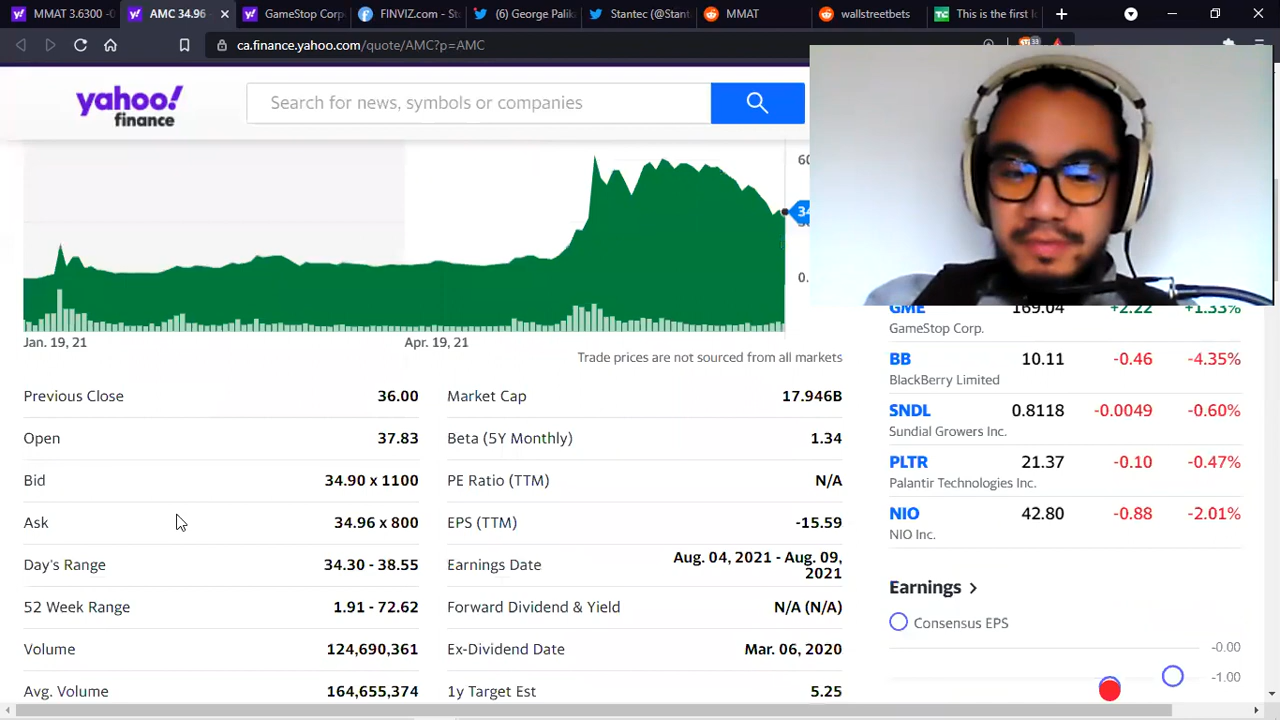 MMAT 3.6300
AMC 34.96
GameStop Corp
FINVIZ.com - St
(6) George Palik
Stantec (@Stant
MMAT
wallstreetbets
This is the first l
ca.finance.yahoo.com/quote/AMC?p=AMC
33
yahoo!
finance
Search for news, symbols or companies
60
34
0.
Jan. 19, 21
Apr. 19, 21
Trade prices are not sourced from all markets
Previous Close 36.00
Open 37.83
Bid 34.90 x 1100
Ask 34.96 x 800
Day's Range 34.30 - 38.55
52 Week Range 1.91 - 72.62
Volume 124,690,361
Avg. Volume 164,655,374
Market Cap 17.946B
Beta (5Y Monthly) 1.34
PE Ratio (TTM) N/A
EPS (TTM) -15.59
Earnings Date Aug. 04, 2021 - Aug. 09,
2021
Forward Dividend & Yield N/A (N/A)
Ex-Dividend Date Mar. 06, 2020
1y Target Est 5.25
GME 169.04 +2.22 +1.33%
GameStop Corp.
BB 10.11 -0.46 -4.35%
BlackBerry Limited
SNDL 0.8118 -0.0049 -0.60%
Sundial Growers Inc.
PLTR 21.37 -0.10 -0.47%
Palantir Technologies Inc.
NIO 42.80 -0.88 -2.01%
NIO Inc.
Earnings >
Consensus EPS
-0.00
-1.00